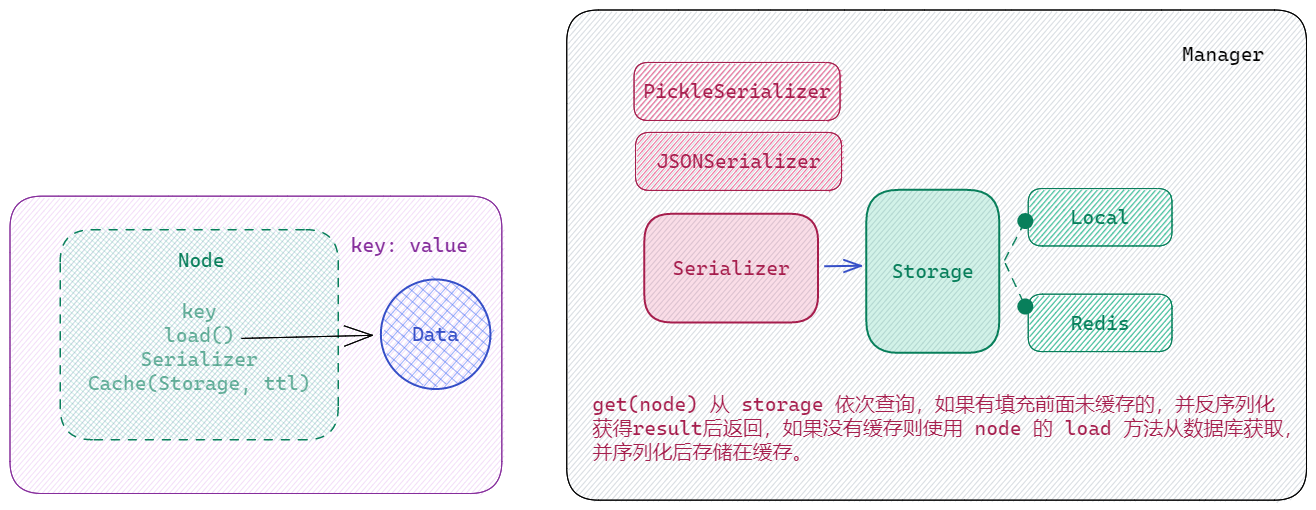 key: value
Node
key
load()
Serializer
Cache(Storage, ttl)
Data
Manager
PickleSerializer
JSONSerializer
Serializer
Storage
Local
Redis
get(node) 从 storage 依次查询，如果有填充前面未缓存的，并反序列化
获得result后返回，如果没有缓存则使用 node 的 load 方法从数据库获取，
并序列化后存储在缓存。